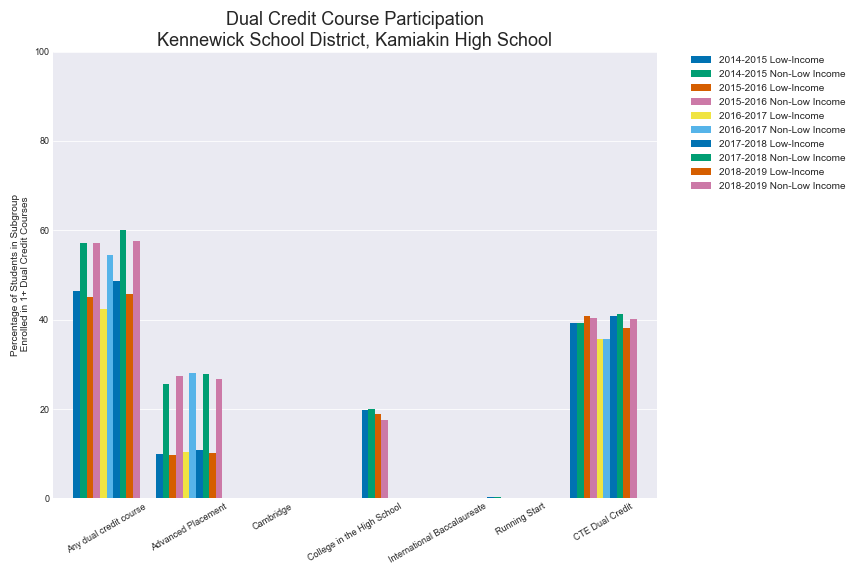 Dual Credit Course Participation
Kennewick School District, Kamiakin High School
100
80
60
40
20
0
Percentage of Students in Subgroup
Enrolled in 1+ Dual Credit Courses
Any dual credit course
Advanced Placement
Cambridge
College in the High School
International Baccalaureate
Running Start
CTE Dual Credit
2014-2015 Low-Income
2014-2015 Non-Low Income
2015-2016 Low-Income
2015-2016 Non-Low Income
2016-2017 Low-Income
2016-2017 Non-Low Income
2017-2018 Low-Income
2017-2018 Non-Low Income
2018-2019 Low-Income
2018-2019 Non-Low Income